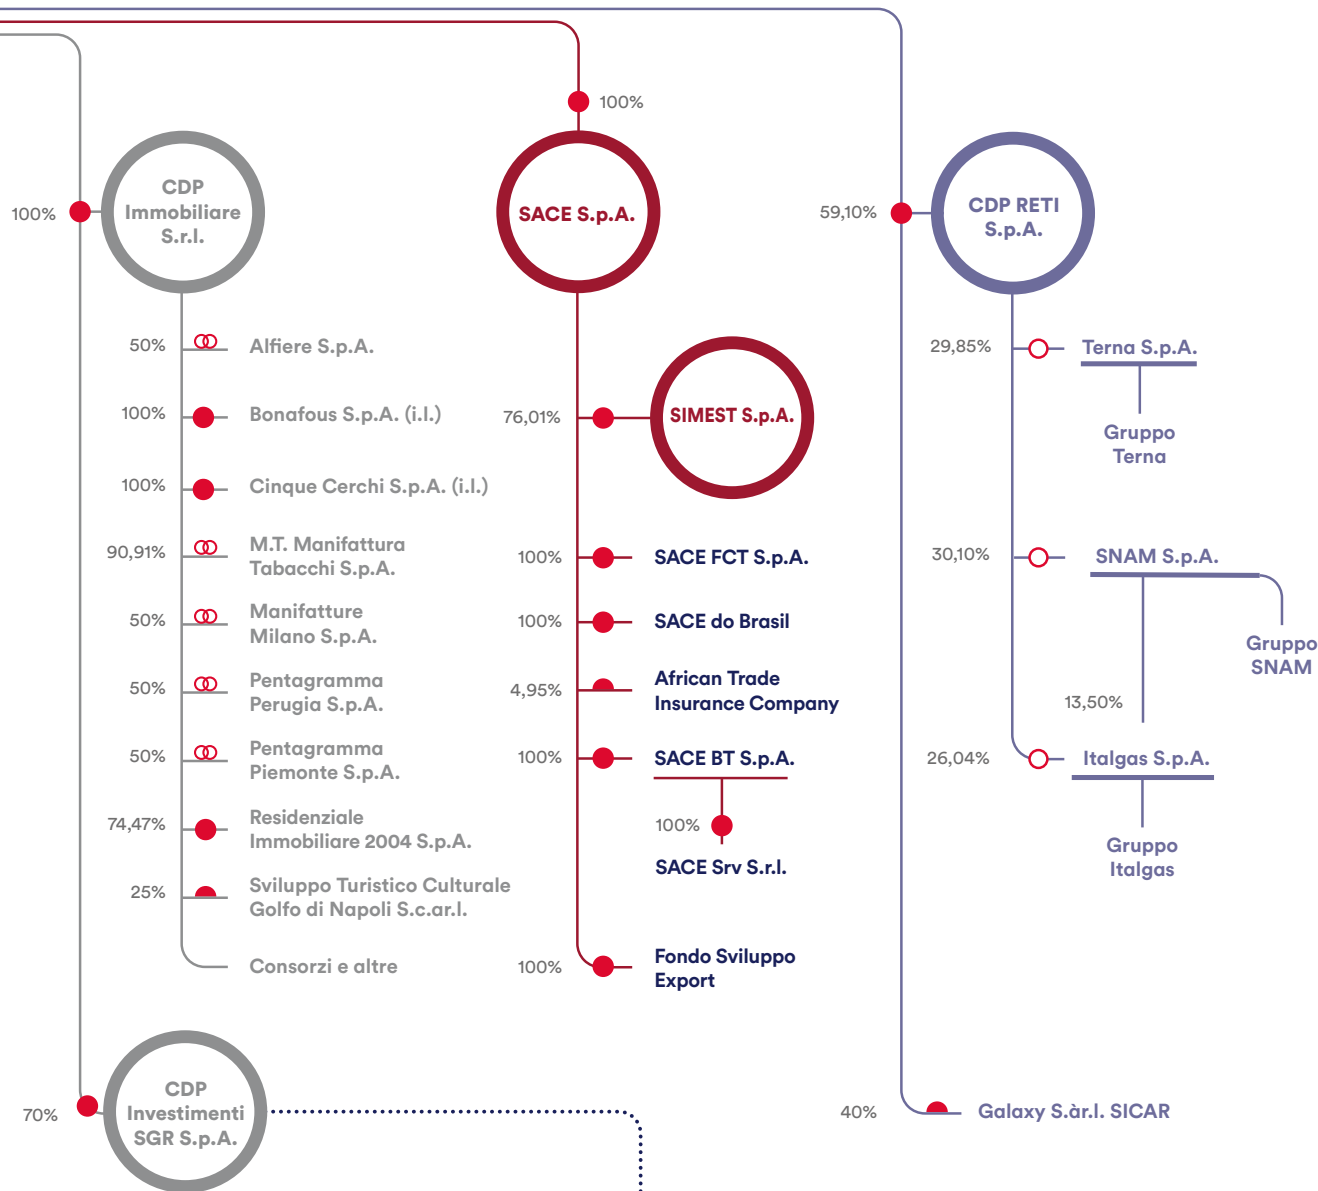 100%
CDP
Immobiliare
S.r.l.
50%
Alfiere S.p.A.
100%
Bonafous S.p.A. (i.l.)
100%
Cinque Cerchi S.p.A. (i.l.)
90,91%
M.T. Manifattura
Tabacchi S.p.A.
50%
Manifatture
Milano S.p.A.
50%
Pentagramma
Perugia S.p.A.
50%
Pentagramma
Piemonte S.p.A.
74,47%
Residenziale
Immobiliare 2004 S.p.A.
25%
Sviluppo Turistico Culturale
Golfo di Napoli S.c.ar.l.
Consorzi e altre
70%
CDP
Investimenti
SGR S.p.A.
100%
SACE S.p.A.
76,01%
SIMEST S.p.A.
100%
SACE FCT S.p.A.
100%
SACE do Brasil
4,95%
African Trade
Insurance Company
100%
SACE BT S.p.A.
100%
SACE Srv S.r.l.
100%
Fondo Sviluppo
Export
59,10%
CDP RETI
S.p.A.
29,85%
Terna S.p.A.
Gruppo
Terna
30,10%
SNAM S.p.A.
Gruppo
SNAM
13,50%
26,04%
Italgas S.p.A.
Gruppo
Italgas
40%
Galaxy S.àr.l. SICAR